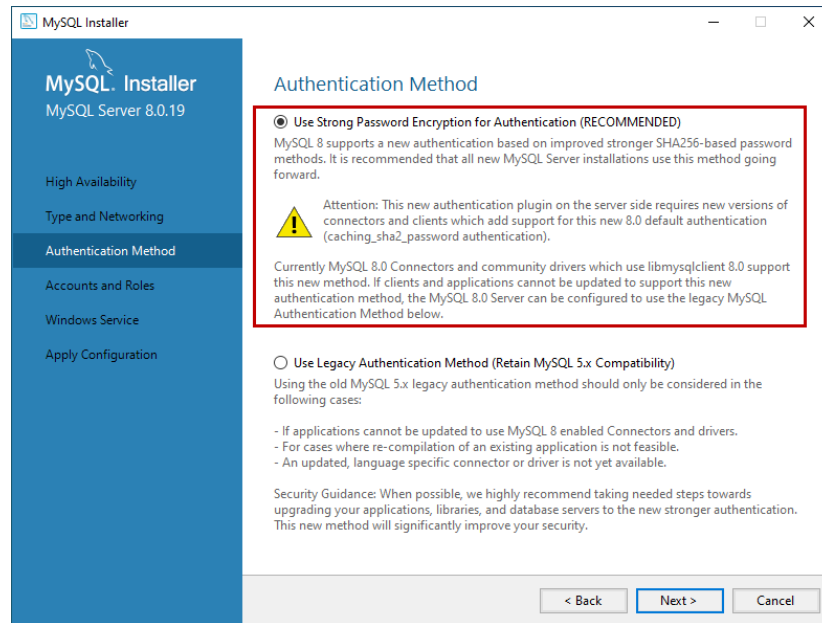 MySQL Installer
MySQL. Installer
MySQL Server 8.0.19
High Availability
Type and Networking
Authentication Method
Accounts and Roles
Windows Service
Apply Configuration
Authentication Method
Use Strong Password Encryption for Authentication (RECOMMENDED)
MySQL 8 supports a new authentication based on improved stronger SHA256-based password
methods. It is recommended that all new MySQL Server installations use this method going
forward.
Attention: This new authentication plugin on the server side requires new versions of
connectors and clients which add support for this new 8.0 default authentication
(caching_sha2_password authentication).
Currently MySQL 8.0 Connectors and community drivers which use libmysqlclient 8.0 support
this new method. If clients and applications cannot be updated to support this new
authentication method, the MySQL 8.0 Server can be configured to use the legacy MySQL
Authentication Method below.
Use Legacy Authentication Method (Retain MySQL 5.x Compatibility)
Using the old MySQL 5.x legacy authentication method should only be considered in the
following cases:
- If applications cannot be updated to use MySQL 8 enabled Connectors and drivers.
- For cases where re-compilation of an existing application is not feasible.
- An updated, language specific connector or driver is not yet available.
Security Guidance: When possible, we highly recommend taking needed steps towards
upgrading your applications, libraries, and database servers to the new stronger authentication.
This new method will significantly improve your security.
< Back
Next >
Cancel